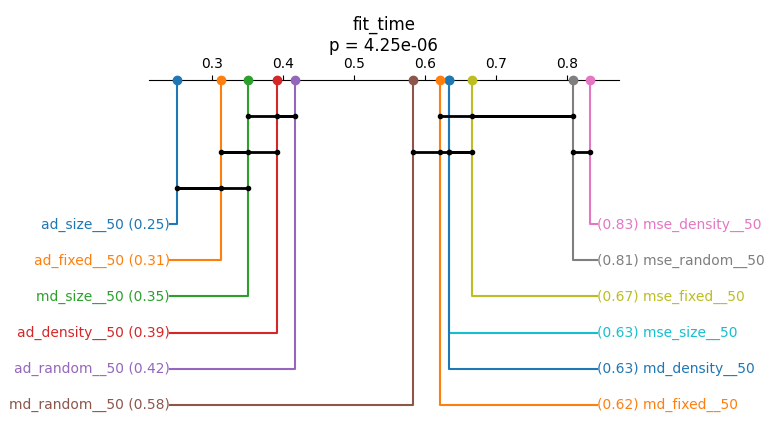 fit_time
p = 4.25e-06
0.3 0.4 0.5 0.6 0.7 0.8
ad_size__50 (0.25) (0.83) mse_density__50
ad_fixed__50 (0.31) (0.81) mse_random__50
md_size__50 (0.35) (0.67) mse_fixed__50
ad_density__50 (0.39) (0.63) mse_size__50
ad_random__50 (0.42) (0.63) md_density__50
md_random__50 (0.58) (0.62) md_fixed__50